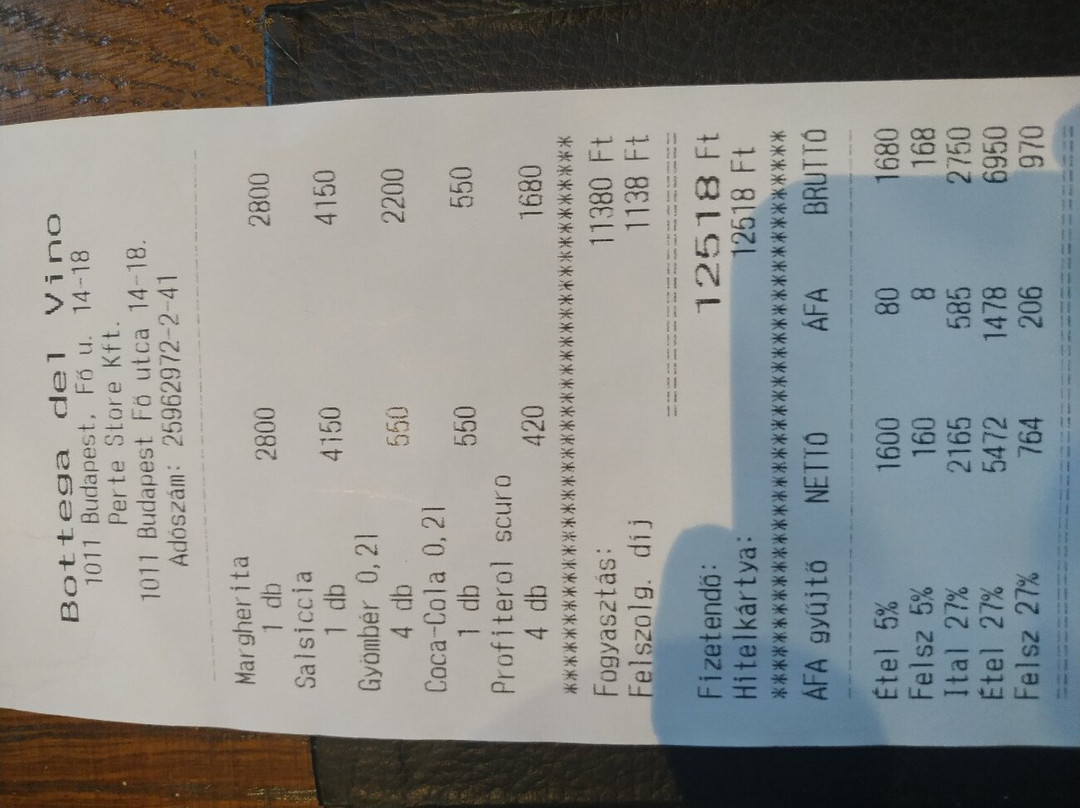 Bottega del Vino
1011 Budapest, Fő u. 14-18
Perte Store Kft.
1011 Budapest Fő utca 14-18.
Adószám: 25962972-2-41
Margherita
1 db 2800 2800
Salsiccia
1 db 4150 4150
Gyömbér 0,2l
4 db 550 2200
Coca-Cola 0,2l
1 db 550 550
Profiterol scuro
4 db 420 1680
Fogyasztás: 11380 Ft
Felszolg. díj 1138 Ft
Fizetendő: 12518 Ft
Hitelkártya: 12518 Ft
ÁFA gyűjtő NETTÓ ÁFA BRUTTÓ
Étel 5% 1600 80 1680
Felsz 5% 160 8 168
Ital 27% 2165 585 2750
Étel 27% 5472 1478 6950
Felsz 27% 764 206 970